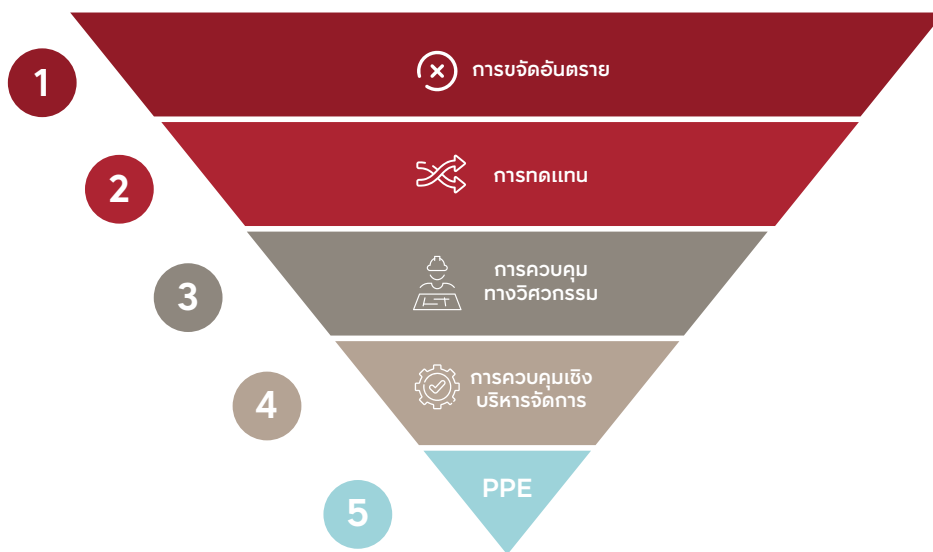 1
การขจัดอันตราย
2
การทดแทน
3
การควบคุม
ทางวิศวกรรม
4
การควบคุมเชิง
บริหารจัดการ
5
PPE